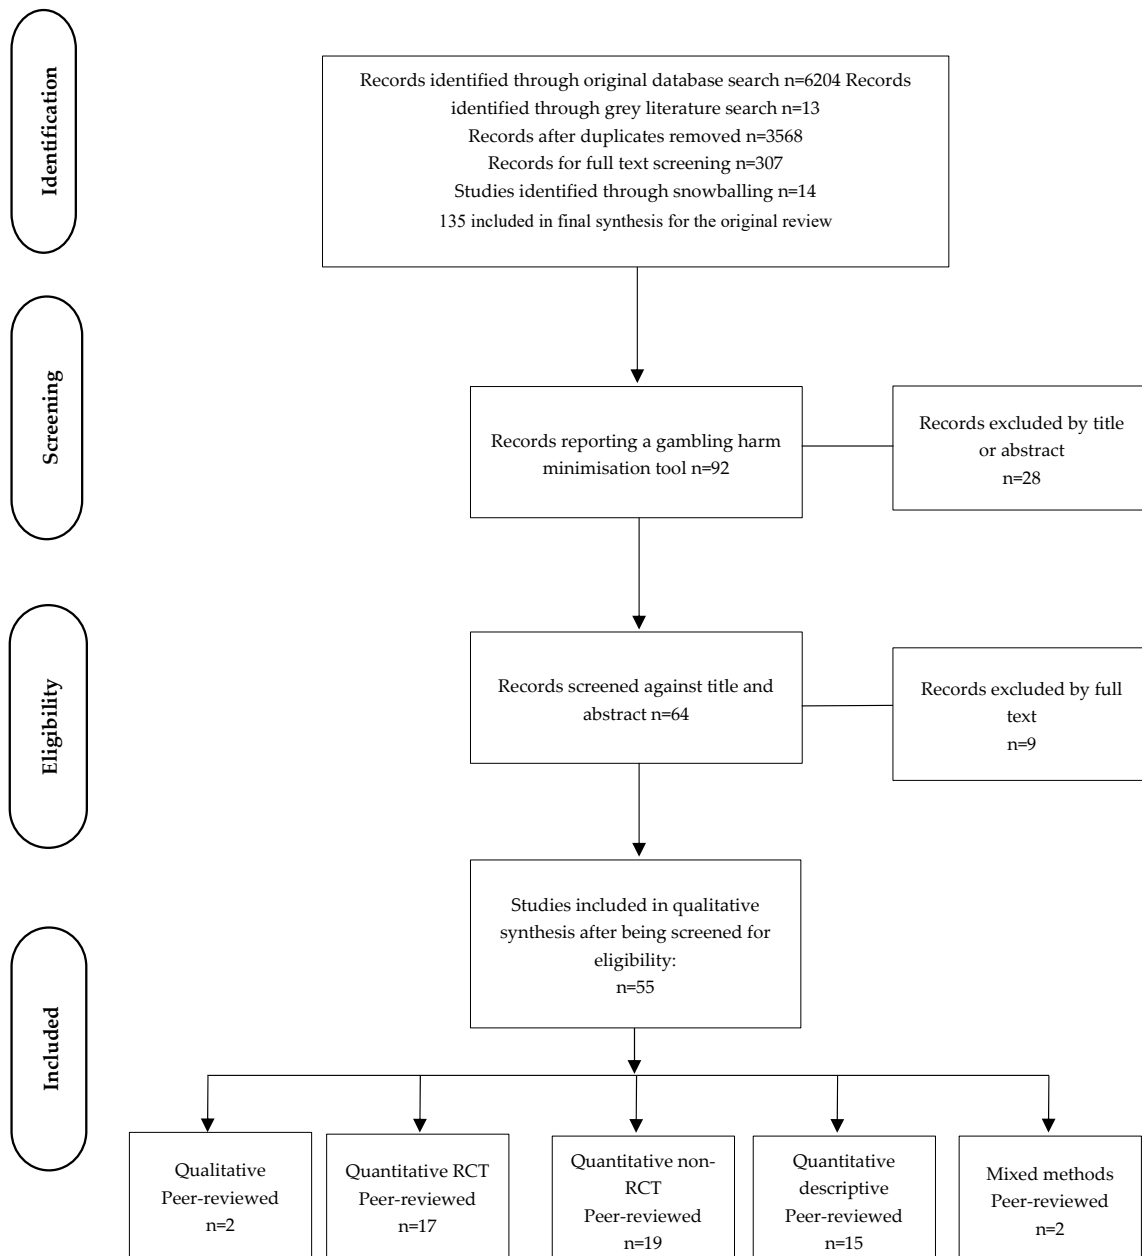 Identification
Records identified through original database search n=6204 Records
identified through grey literature search n=13
Records after duplicates removed n=3568
Records for full text screening n=307
Studies identified through snowballing n=14
135 included in final synthesis for the original review
Screening
Records reporting a gambling harm
minimisation tool n=92
Records excluded by title
or abstract
n=28
Eligibility
Records screened against title and
abstract n=64
Records excluded by full
text
n=9
Included
Studies included in qualitative
synthesis after being screened for
eligibility:
n=55
Qualitative
Peer-reviewed
n=2
Quantitative RCT
Peer-reviewed
n=17
Quantitative non-
RCT
Peer-reviewed
n=19
Quantitative
descriptive
Peer-reviewed
n=15
Mixed methods
Peer-reviewed
n=2